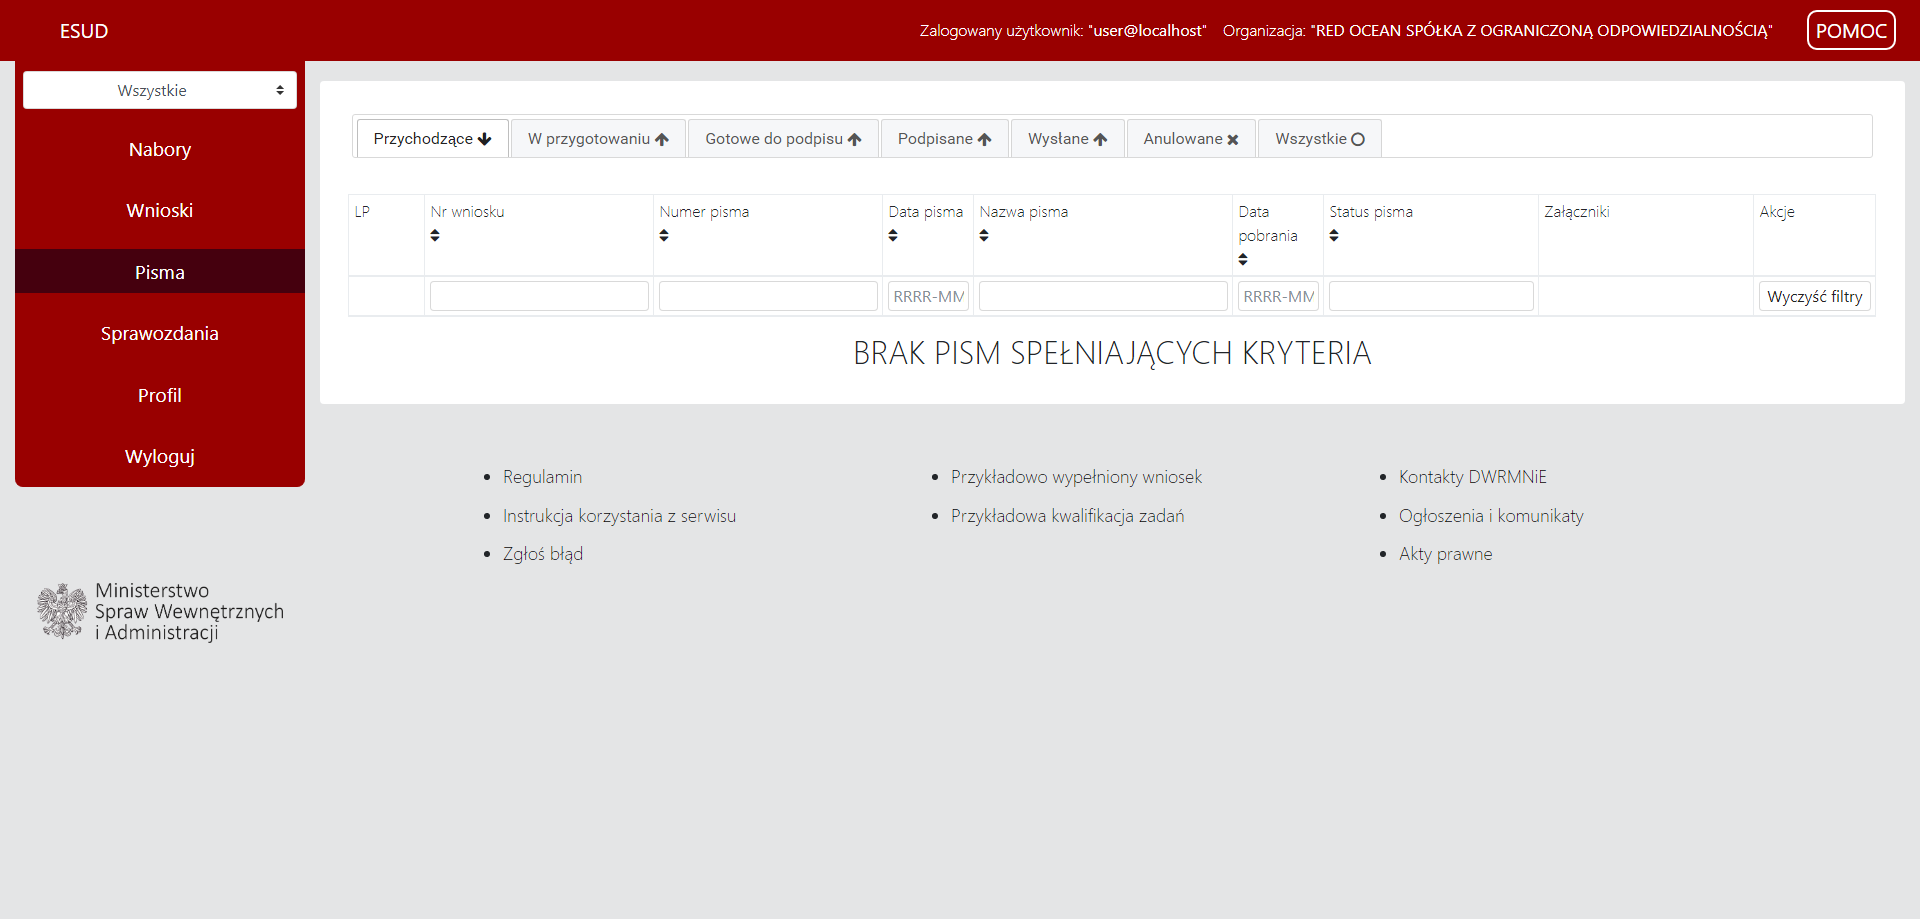 ESUD
Zalogowany użytkownik: "user@localhost" Organizacja: "RED OCEAN SPÓŁKA Z OGRANICZONĄ ODPOWIEDZIALNOŚCIĄ"
POMOC
Wszystkie
Nabory
Wnioski
Pisma
Sprawozdania
Profil
Wyloguj
Przychodzące
W przygotowaniu
Gotowe do podpisu
Podpisane
Wysłane
Anulowane
Wszystkie
LP
Nr wniosku
Numer pisma
Data pisma
Nazwa pisma
Data
pobrania
Status pisma
Załączniki
Akcje
RRRR-MM
RRRR-MM
Wyczyść filtry
BRAK PISM SPEŁNIAJĄCYCH KRYTERIA
Regulamin
Instrukcja korzystania z serwisu
Zgłoś błąd
Przykładowo wypełniony wniosek
Przykładowa kwalifikacja zadań
Kontakty DWRMNiE
Ogłoszenia i komunikaty
Akty prawne
Ministerstwo
Spraw Wewnętrznych
i Administracji